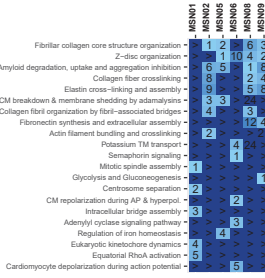 MSN01 MSN02 MSN05 MSN06 MSN08 MSN09
Fibrillar collagen core structure organization > 1 2 > 6 3
Z−disc organization > > 1 10 4 2
Amyloid degradation, uptake and aggregation inhibition > 6 5 > 1 8
Collagen fiber crosslinking > 8 > > 2 4
Elastin cross−linking and assembly > 9 > > 5 8
CM breakdown & membrane shedding by adamalysins > 3 3 > 24 >
Collagen fibril organization by fibril−associated bridges > 4 > > 3 >
Fibronectin synthesis and extracellular assembly > > > > 12 4
Actin filament bundling and crosslinking > 2 > > >
Potassium TM transport > > > 4 24 >
Semaphorin signaling > > > 1 > >
Mitotic spindle assembly 1 > > > > >
Glycolysis and Gluconeogenesis > > > > > 1
Centrosome separation 2 > > > > >
CM repolarization during AP & hyperpol. > > > 2 > >
Intracellular bridge assembly 3 > > > > >
Adenylyl cyclase signaling pathway > > > 3 > >
Regulation of iron homeostasis > > 4 > > >
Eukaryotic kinetochore dynamics 4 > > > > >
Equatorial RhoA activation 5 > > > > >
Cardiomyocyte depolarization during action potential > > > 5 > >